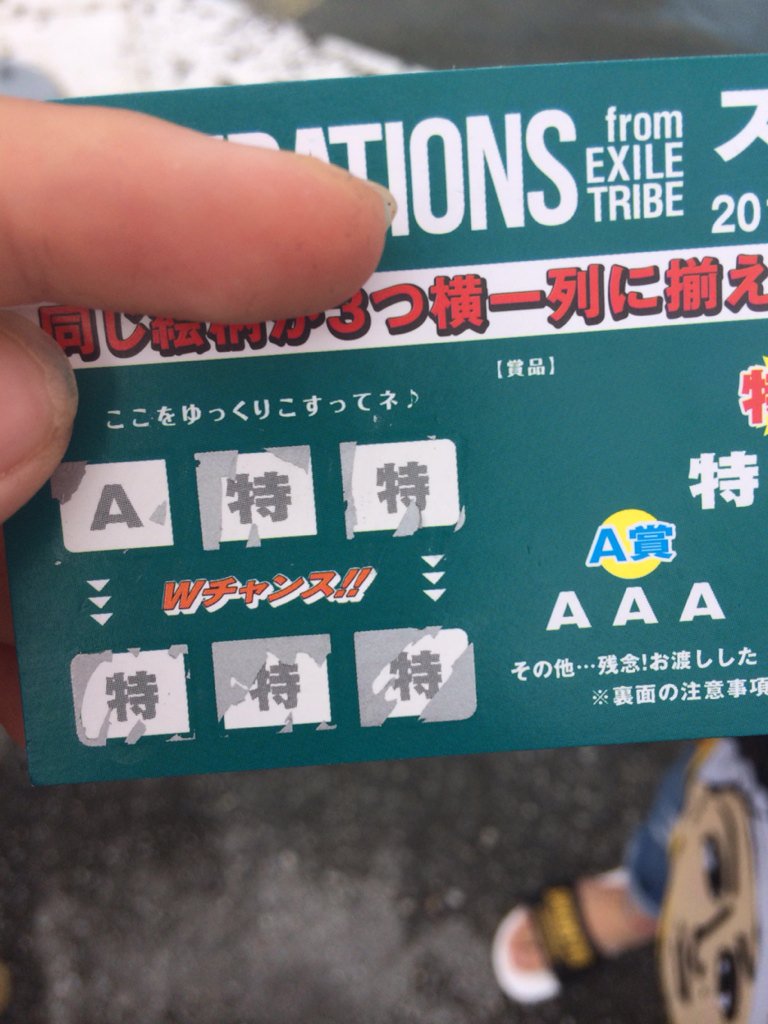 RATIONS from EXILE TRIBE ス
201
同じ絵柄が3つ横一列に揃え
【賞品】
ここをゆっくりこすってネ♪
特
A 特 特
特
A賞
Wチャンス!!
A A A
特 特 特
その他…残念!お渡しした
※裏面の注意事項